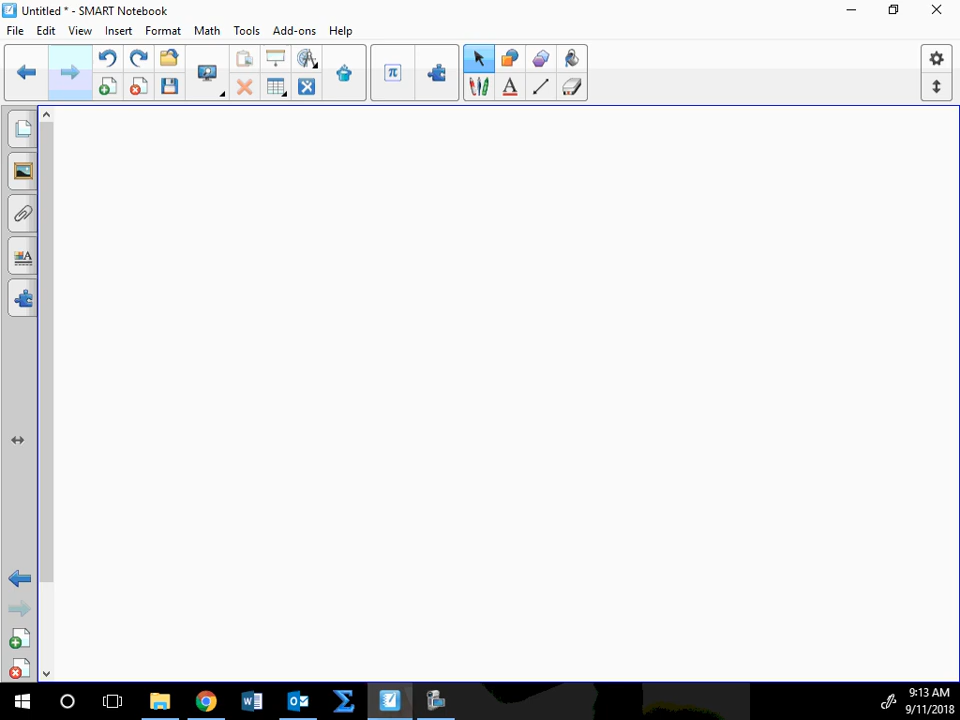 Untitled * - SMART Notebook
File Edit View Insert Format Math Tools Add-ons Help
π
A
A
9:13 AM
9/11/2018